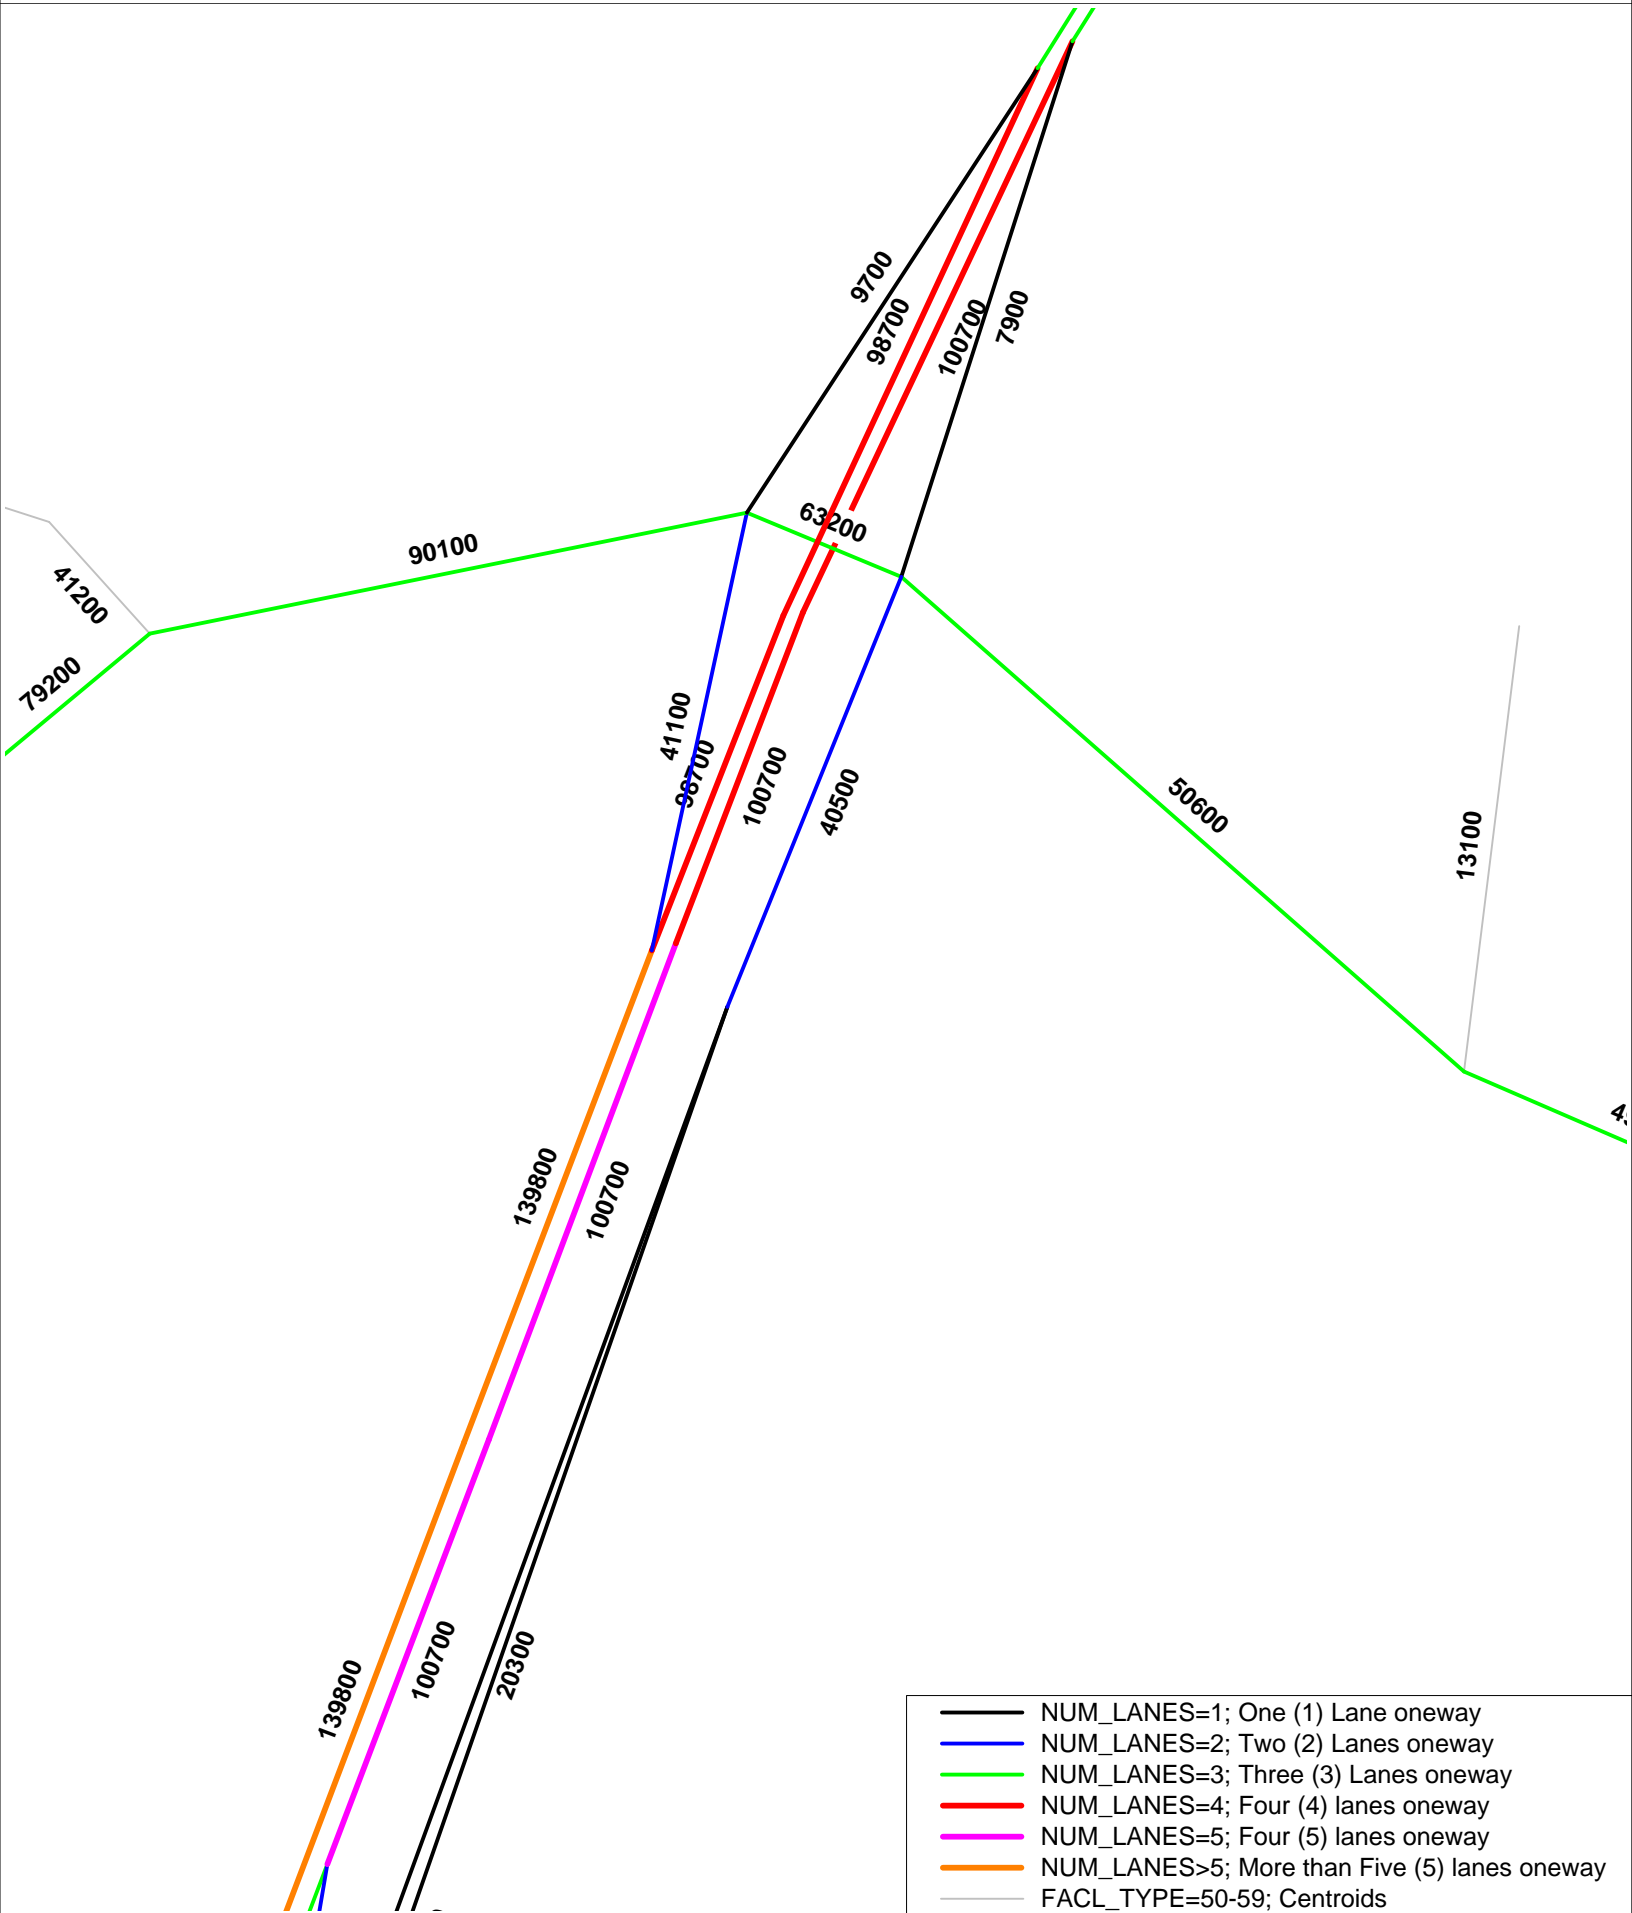 9700
98700
100700
7900
63200
90100
41200
79200
41100
98700
100700
40500
50600
13100
139800
100700
139800
100700
20300
NUM_LANES=1; One (1) Lane oneway
NUM_LANES=2; Two (2) Lanes oneway
NUM_LANES=3; Three (3) Lanes oneway
NUM_LANES=4; Four (4) lanes oneway
NUM_LANES=5; Four (5) lanes oneway
NUM_LANES>5; More than Five (5) lanes oneway
FACL_TYPE=50-59; Centroids